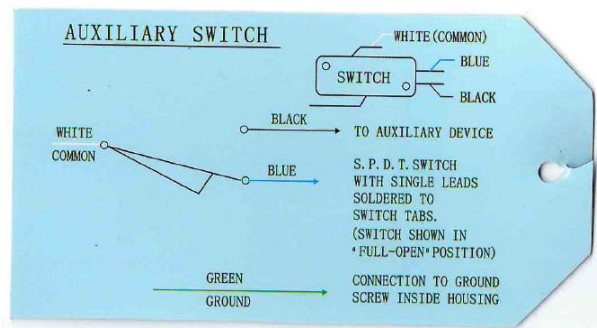 AUXILIARY SWITCH
WHITE (COMMON)
BLUE
SWITCH
BLACK
BLACK
TO AUXILIARY DEVICE
WHITE
COMMON
BLUE
S.P.D.T. SWITCH
WITH SINGLE LEADS
SOLDERED TO
SWITCH TABS.
(SWITCH SHOWN IN
"FULL-OPEN" POSITION)
GREEN
GROUND
CONNECTION TO GROUND
SCREW INSIDE HOUSING